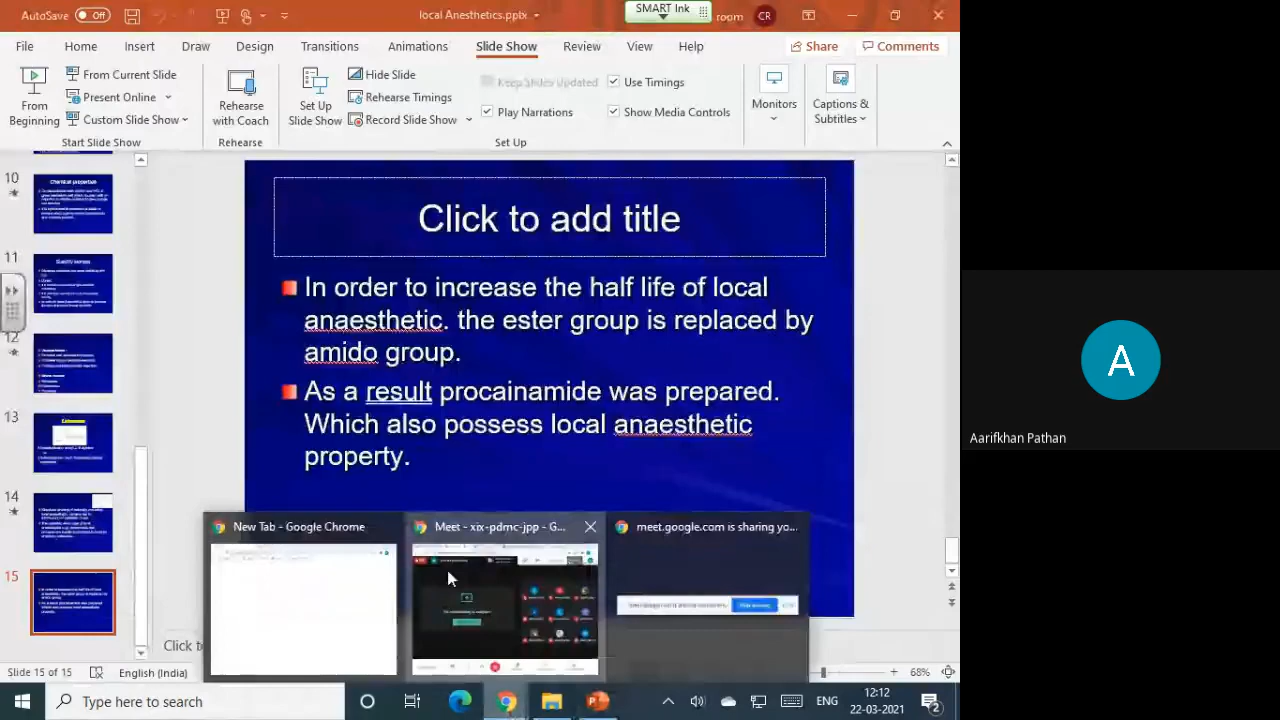 AutoSave Off local Anesthetics.pptx SMART Ink room CR
File Home Insert Draw Design Transitions Animations Slide Show Review View Help Share Comments
From Beginning
From Current Slide
Present Online
Custom Slide Show
Start Slide Show
Rehearse with Coach
Rehearse
Set Up Slide Show
Hide Slide
Rehearse Timings
Record Slide Show
Keep Slides Updated
Play Narrations
Use Timings
Show Media Controls
Set Up
Monitors
Captions & Subtitles
10
11
12
13
14
15
Click to add title
In order to increase the half life of local
anaesthetic. the ester group is replaced by
amido group.
As a result procainamide was prepared.
Which also possess local anaesthetic
property.
New Tab - Google Chrome
meet.google.com is sharing yo...
Click t
A
Aarifkhan Pathan
Slide 15 of 15 English (India) 68%
Type here to search
ENG
12:12
22-03-2021
2